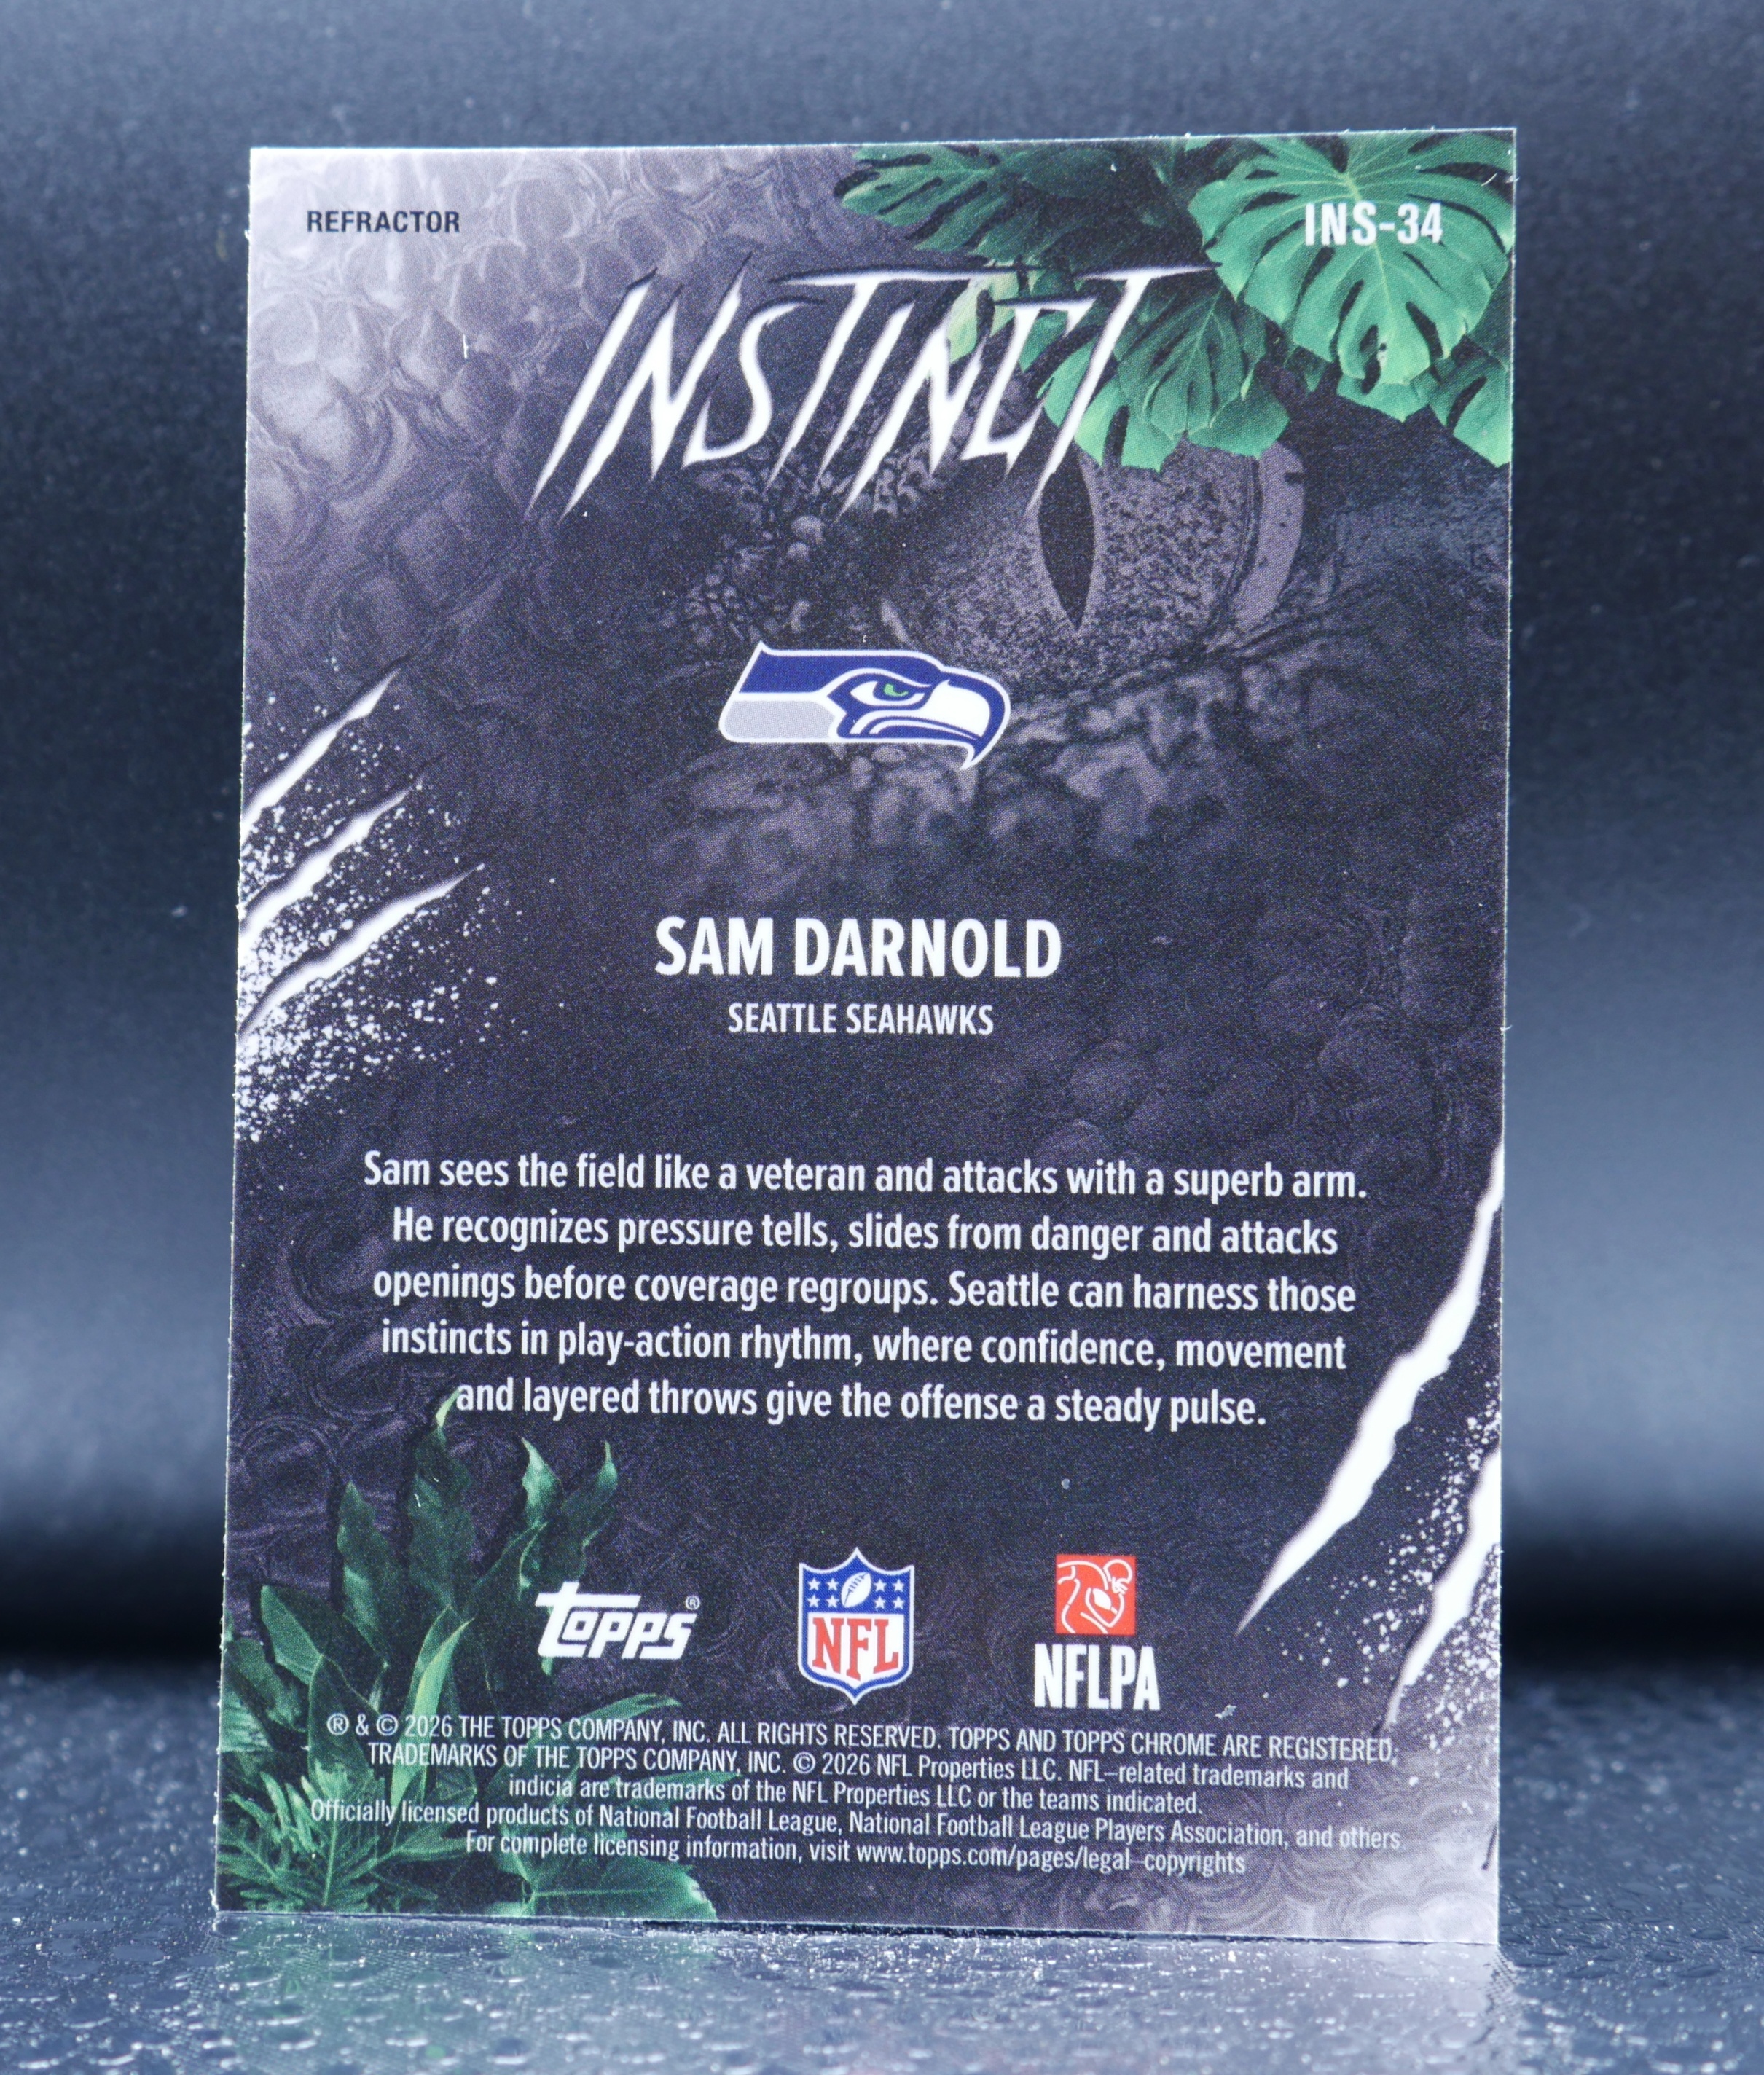 REFRACTOR
INS-34
INSTINCT
SAM DARNOLD
SEATTLE SEAHAWKS
Sam sees the field like a veteran and attacks with a superb arm.
He recognizes pressure tells, slides from danger and attacks
openings before coverage regroups. Seattle can harness those
instincts in play-action rhythm, where confidence, movement
and layered throws give the offense a steady pulse.
topps®
NFL
NFLPA
® & © 2026 THE TOPPS COMPANY, INC. ALL RIGHTS RESERVED. TOPPS AND TOPPS CHROME ARE REGISTERED
TRADEMARKS OF THE TOPPS COMPANY, INC. © 2026 NFL Properties LLC. NFL-related trademarks and
indicia are trademarks of the NFL Properties LLC or the teams indicated.
Officially licensed products of National Football League, National Football League Players Association, and others.
For complete licensing information, visit www.topps.com/pages/legal-copyrights